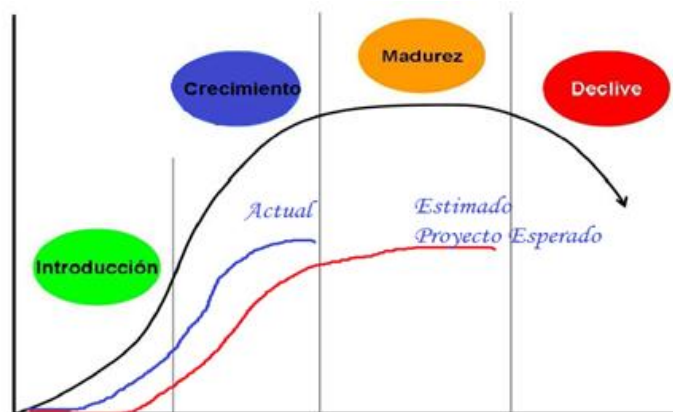 Madurez
Crecimiento
Declive
Actual
Estimado
Proyecto Esperado
Introducción